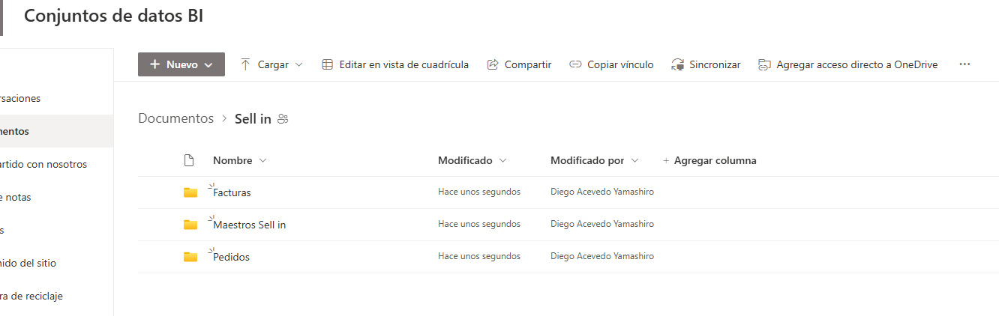 Conjuntos de datos BI
Nuevo Cargar Editar en vista de cuadrícula Compartir Copiar vínculo Sincronizar Agregar acceso directo a OneDrive ···
rsaciones
nentos
artido con nosotros
e notas
s
nido del sitio
ra de reciclaje
Documentos > Sell in
Nombre Modificado Modificado por + Agregar columna
Facturas Hace unos segundos Diego Acevedo Yamashiro
Maestros Sell in Hace unos segundos Diego Acevedo Yamashiro
Pedidos Hace unos segundos Diego Acevedo Yamashiro